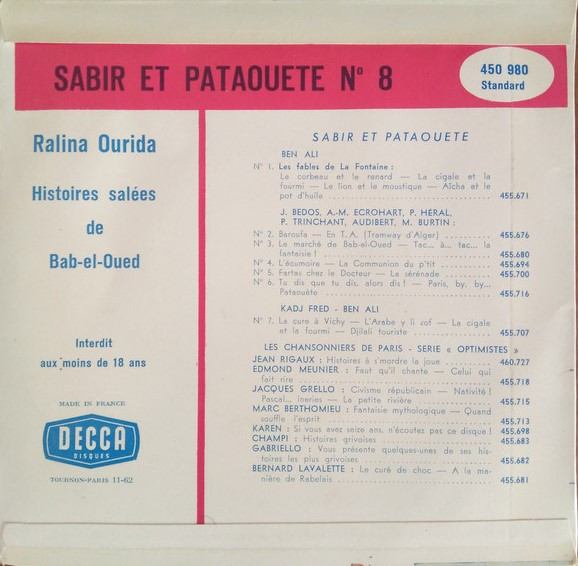 SABIR ET PATAOUETE N° 8
450 980
Standard
Ralina Ourida
Histoires salées
de
Bab-el-Oued
Interdit
aux moins de 18 ans
MADE IN FRANCE
DECCA
DISQUES
TOURNON-PARIS 11-62
SABIR ET PATAOUETE
BEN ALI
N° 1. Les fables de La Fontaine :
Le corbeau et le renard — La cigale et la
fourmi — Le lion et le moustique — Aïcha et le
pot d'huile .......... 455.671
J. BEDOS, A.-M. ECROHART, P. HÉRAL,
P. TRINCHANT, AUDIBERT, M. BURTIN :
N° 2. Baroufa — En T. A. (Tramway d'Alger) .......... 455.676
N° 3. Le marché de Bab-el-Oued — Tac... à... tac... la
fantaisie ! .......... 455.680
N° 4. L'écumoire — La Communion du p'tit .......... 455.694
N° 5. Fartas chez le Docteur — La sérénade .......... 455.700
N° 6. Tu dis que tu dis, alors dis ! — Paris, by, by...
Pataouète .......... 455.716
KADJ FRED - BEN ALI
N° 7. La cure à Vichy — L'Arabe y li zof — La cigale
et la fourmi — Djilali touriste .......... 455.707
LES CHANSONNIERS DE PARIS - SERIE « OPTIMISTES »
JEAN RIGAUX : Histoires à s'mordre la joue .......... 460.727
EDMOND MEUNIER : Faut qu'il chante — Celui qui
fait rire .......... 455.718
JACQUES GRELLO : Civisme républicain — Nativité !
Pascal... ineries — La petite rivière .......... 455.715
MARC BERTHOMIEU : Fantaisie mythologique — Quand
souffle l'esprit .......... 455.713
KAREN : Si vous avez seize ans, n'écoutez pas ce disque ! 455.698
CHAMPI : Histoires grivoises .......... 455.683
GABRIELLO : Vous présente quelques-unes de ses his-
toires les plus grivoises .......... 455.682
BERNARD LAVALETTE : Le curé de choc — A la ma-
nière de Rabelais .......... 455.681